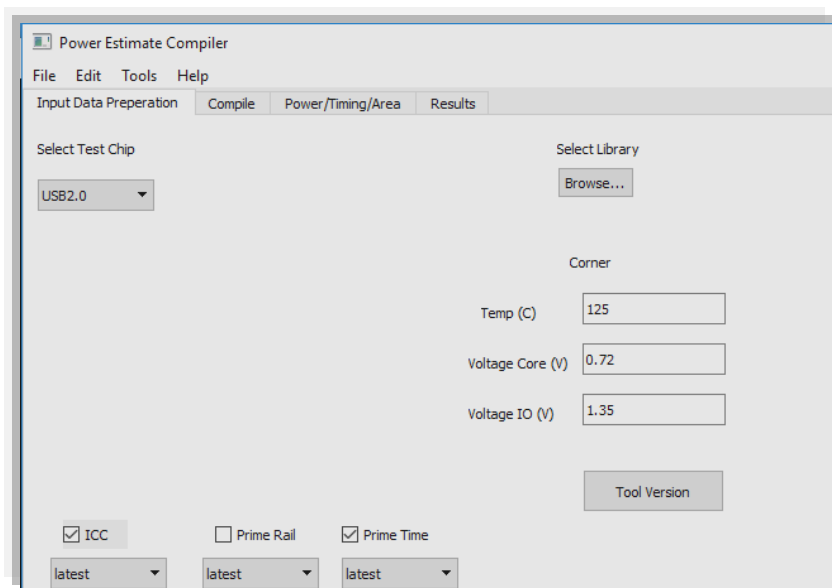 Power Estimate Compiler
File Edit Tools Help
Input Data Preperation Compile Power/Timing/Area Results
Select Test Chip Select Library
USB2.0 Browse...
Corner
Temp (C) 125
Voltage Core (V) 0.72
Voltage IO (V) 1.35
Tool Version
ICC Prime Rail Prime Time
latest latest latest